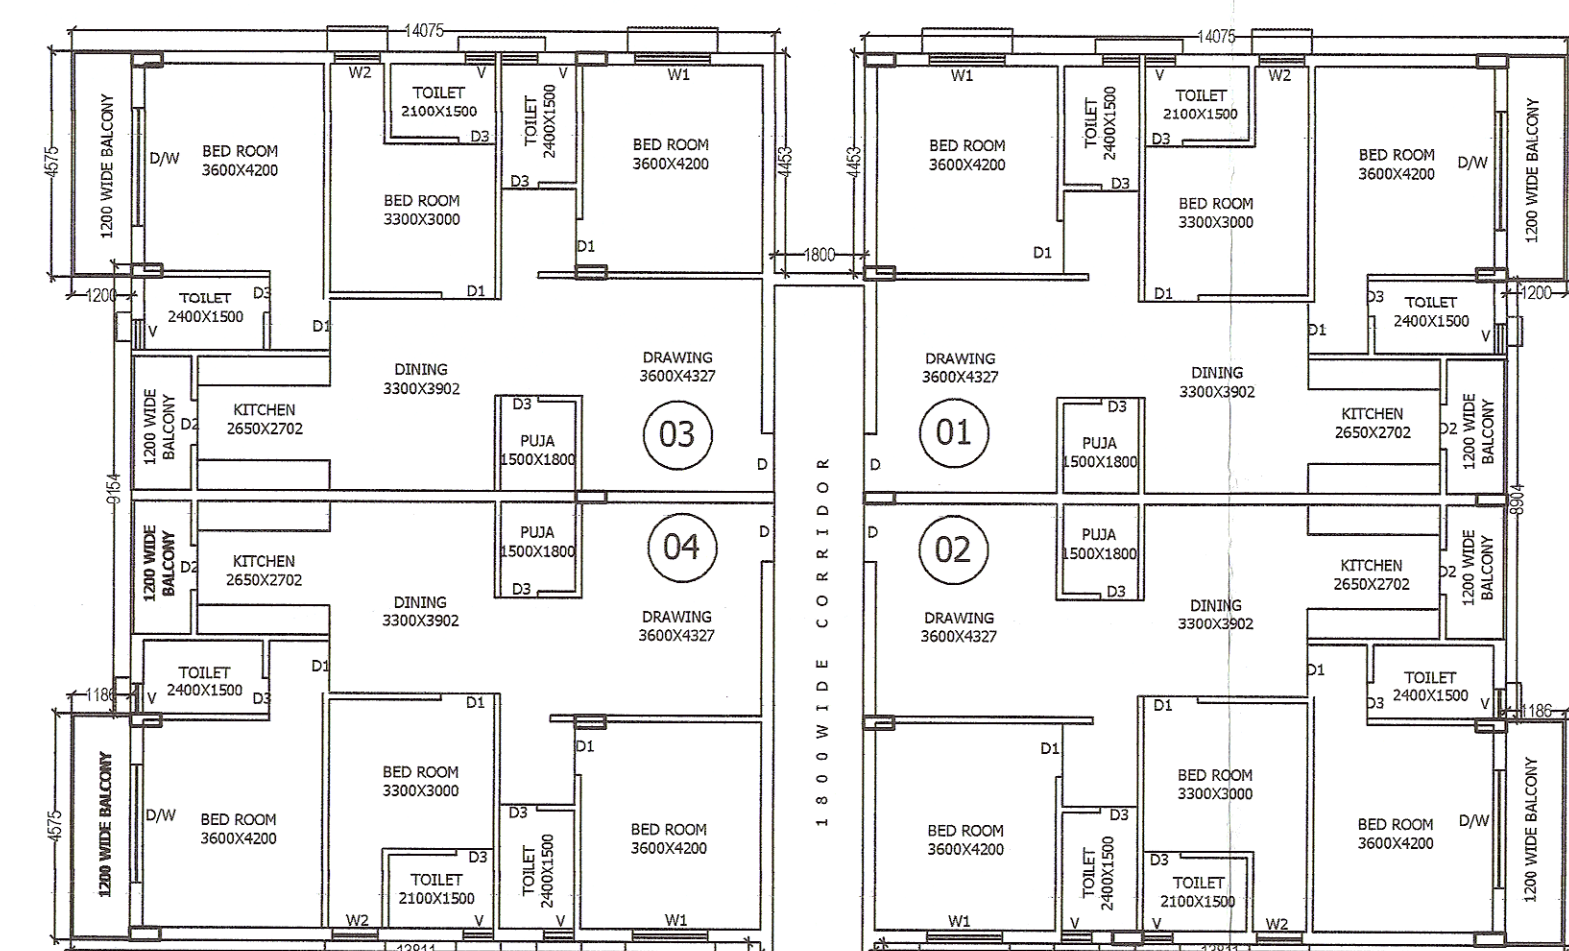 14075
14075
W2
V
V
W1
W1
V
W2
TOILET
2100X1500
D3
TOILET
2400X1500
D3
BED ROOM
3600X4200
D/W
1200 WIDE BALCONY
4575
BED ROOM
3600X4200
BED ROOM
3300X3000
D1
D1
4453
4453
1800
BED ROOM
3600X4200
D1
TOILET
2400X1500
D3
TOILET
2100X1500
D3
BED ROOM
3300X3000
D1
BED ROOM
3600X4200
D/W
1200 WIDE BALCONY
1200
TOILET
2400X1500
D3
V
D1
D1
D3
TOILET
2400X1500
V
1200
1200 WIDE
BALCONY
D2
KITCHEN
2650X2702
DINING
3300X3902
DRAWING
3600X4327
D3
PUJA
1500X1800
03
D
DRAWING
3600X4327
01
D
D3
PUJA
1500X1800
DINING
3300X3902
KITCHEN
2650X2702
D2
1200 WIDE
BALCONY
9154
8904
1800 WIDE CORRIDOR
1200 WIDE
BALCONY
D2
KITCHEN
2650X2702
DINING
3300X3902
PUJA
1500X1800
D3
04
D
DRAWING
3600X4327
D
02
DRAWING
3600X4327
PUJA
1500X1800
D3
DINING
3300X3902
KITCHEN
2650X2702
D2
1200 WIDE
BALCONY
1186
TOILET
2400X1500
V
D3
D1
D1
D1
D1
D1
D1
D3
TOILET
2400X1500
V
1186
4575
1200 WIDE BALCONY
D/W
BED ROOM
3600X4200
BED ROOM
3300X3000
D3
TOILET
2100X1500
D3
TOILET
2400X1500
BED ROOM
3600X4200
BED ROOM
3600X4200
D3
TOILET
2400X1500
BED ROOM
3300X3000
D3
TOILET
2100X1500
BED ROOM
3600X4200
D/W
1200 WIDE BALCONY
W2
V
V
W1
W1
V
V
W2
13811
13811